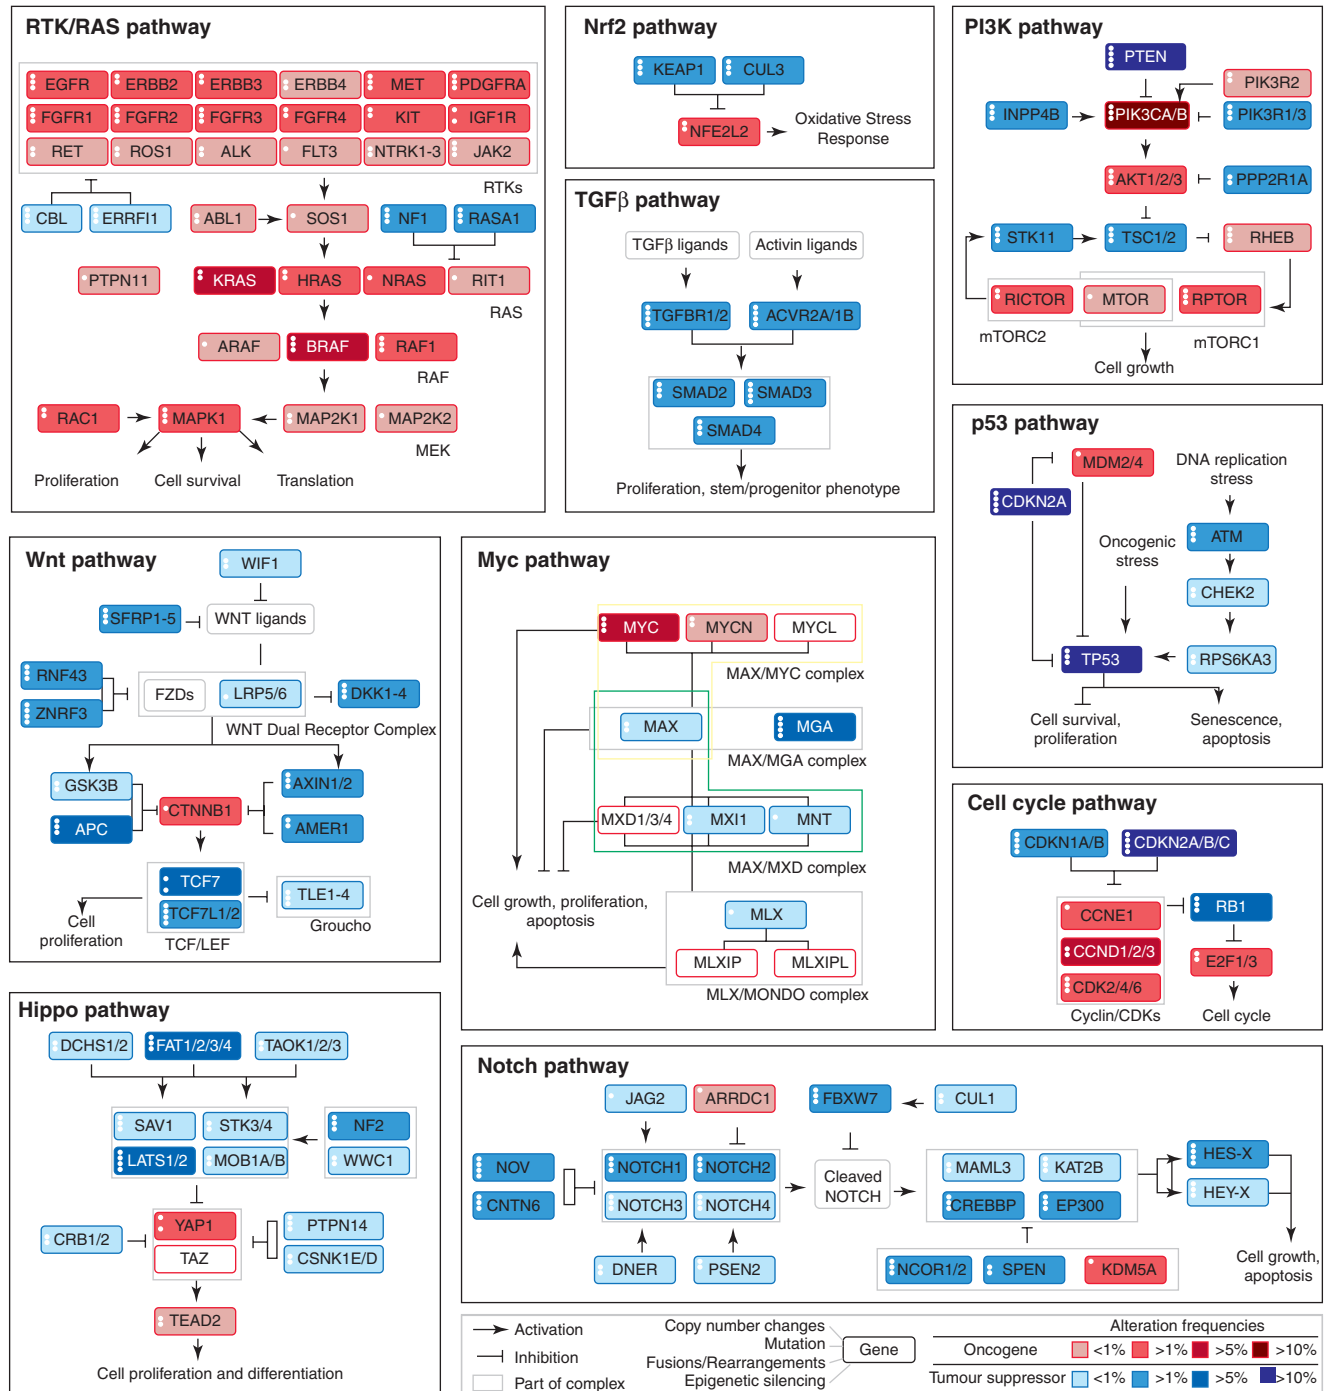 RTK/RAS pathway
EGFR ERBB2 ERBB3 ERBB4 MET PDGFRA
FGFR1 FGFR2 FGFR3 FGFR4 KIT IGF1R
RET ROS1 ALK FLT3 NTRK1-3 JAK2
RTKs
CBL ERRFI1 ABL1 SOS1 NF1 RASA1
PTPN11 KRAS HRAS NRAS RIT1
RAS
ARAF BRAF RAF1
RAF
RAC1 MAPK1 MAP2K1 MAP2K2
MEK
Proliferation Cell survival Translation
Nrf2 pathway
KEAP1 CUL3
NFE2L2 Oxidative Stress
Response
TGFβ pathway
TGFβ ligands Activin ligands
TGFBR1/2 ACVR2A/1B
SMAD2 SMAD3
SMAD4
Proliferation, stem/progenitor phenotype
PI3K pathway
PTEN
PIK3R2
INPP4B PIK3CA/B PIK3R1/3
AKT1/2/3 PPP2R1A
STK11 TSC1/2 RHEB
RICTOR MTOR RPTOR
mTORC2 mTORC1
Cell growth
p53 pathway
MDM2/4 DNA replication
stress
CDKN2A
Oncogenic
stress
ATM
CHEK2
TP53 RPS6KA3
Cell survival,
proliferation
Senescence,
apoptosis
Wnt pathway
WIF1
SFRP1-5 WNT ligands
RNF43 FZDs LRP5/6 DKK1-4
ZNRF3
WNT Dual Receptor Complex
GSK3B AXIN1/2
CTNNB1
APC AMER1
TCF7
TCF7L1/2 TLE1-4
Groucho
Cell
proliferation
TCF/LEF
Myc pathway
MYC MYCN MYCL
MAX/MYC complex
MAX MGA
MAX/MGA complex
MXD1/3/4 MXI1 MNT
MAX/MXD complex
Cell growth, proliferation,
apoptosis
MLX
MLXIP MLXIPL
MLX/MONDO complex
Cell cycle pathway
CDKN1A/B CDKN2A/B/C
CCNE1 RB1
CCND1/2/3
CDK2/4/6 E2F1/3
Cyclin/CDKs Cell cycle
Hippo pathway
DCHS1/2 FAT1/2/3/4 TAOK1/2/3
SAV1 STK3/4 NF2
LATS1/2 MOB1A/B WWC1
YAP1 PTPN14
CRB1/2
TAZ CSNK1E/D
TEAD2
Cell proliferation and differentiation
Notch pathway
JAG2 ARRDC1 FBXW7 CUL1
NOV NOTCH1 NOTCH2 Cleaved
NOTCH
MAML3 KAT2B HES-X
CNTN6 NOTCH3 NOTCH4 CREBBP EP300 HEY-X
DNER PSEN2 NCOR1/2 SPEN KDM5A
Cell growth,
apoptosis
Activation
Inhibition
Part of complex
Copy number changes
Mutation
Fusions/Rearrangements
Epigenetic silencing
Gene
Alteration frequencies
Oncogene <1% >1% >5% >10%
Tumour suppressor <1% >1% >5% >10%